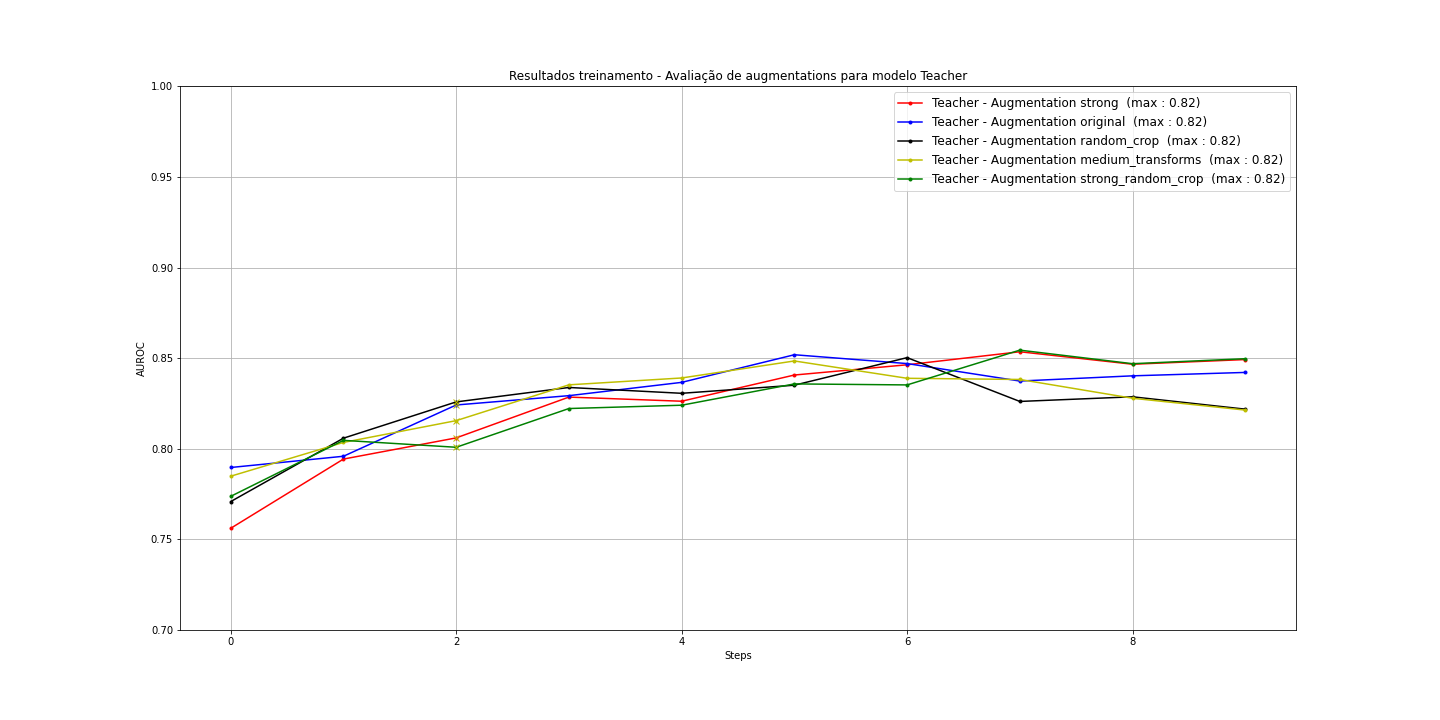 Resultados treinamento - Avaliação de augmentations para modelo Teacher
1.00
0.95
0.90
0.85
0.80
0.75
0.70
AUROC
Teacher - Augmentation strong  (max : 0.82)
Teacher - Augmentation original  (max : 0.82)
Teacher - Augmentation random_crop  (max : 0.82)
Teacher - Augmentation medium_transforms  (max : 0.82)
Teacher - Augmentation strong_random_crop  (max : 0.82)
0 2 4 6 8
Steps